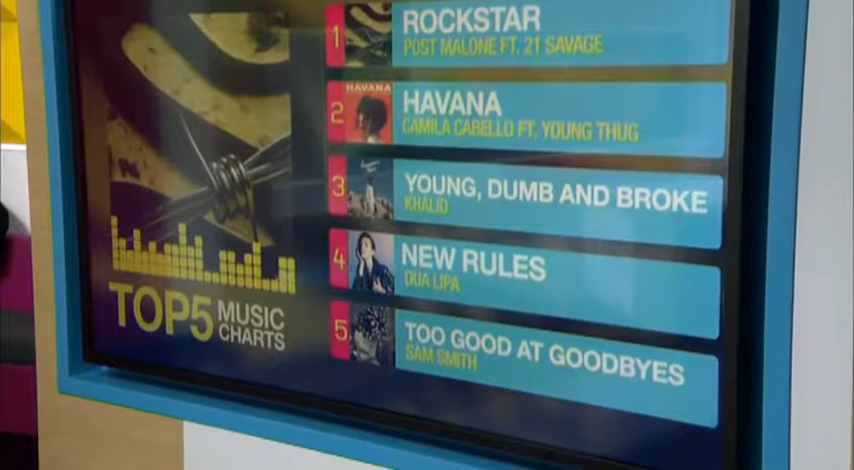 1
ROCKSTAR
POST MALONE FT. 21 SAVAGE
2
HAVANA
HAVANA
CAMILA CABELLO FT. YOUNG THUG
3
YOUNG, DUMB AND BROKE
KHALID
4
NEW RULES
DUA LIPA
5
TOO GOOD AT GOODBYES
SAM SMITH
TOP5 MUSIC
CHARTS